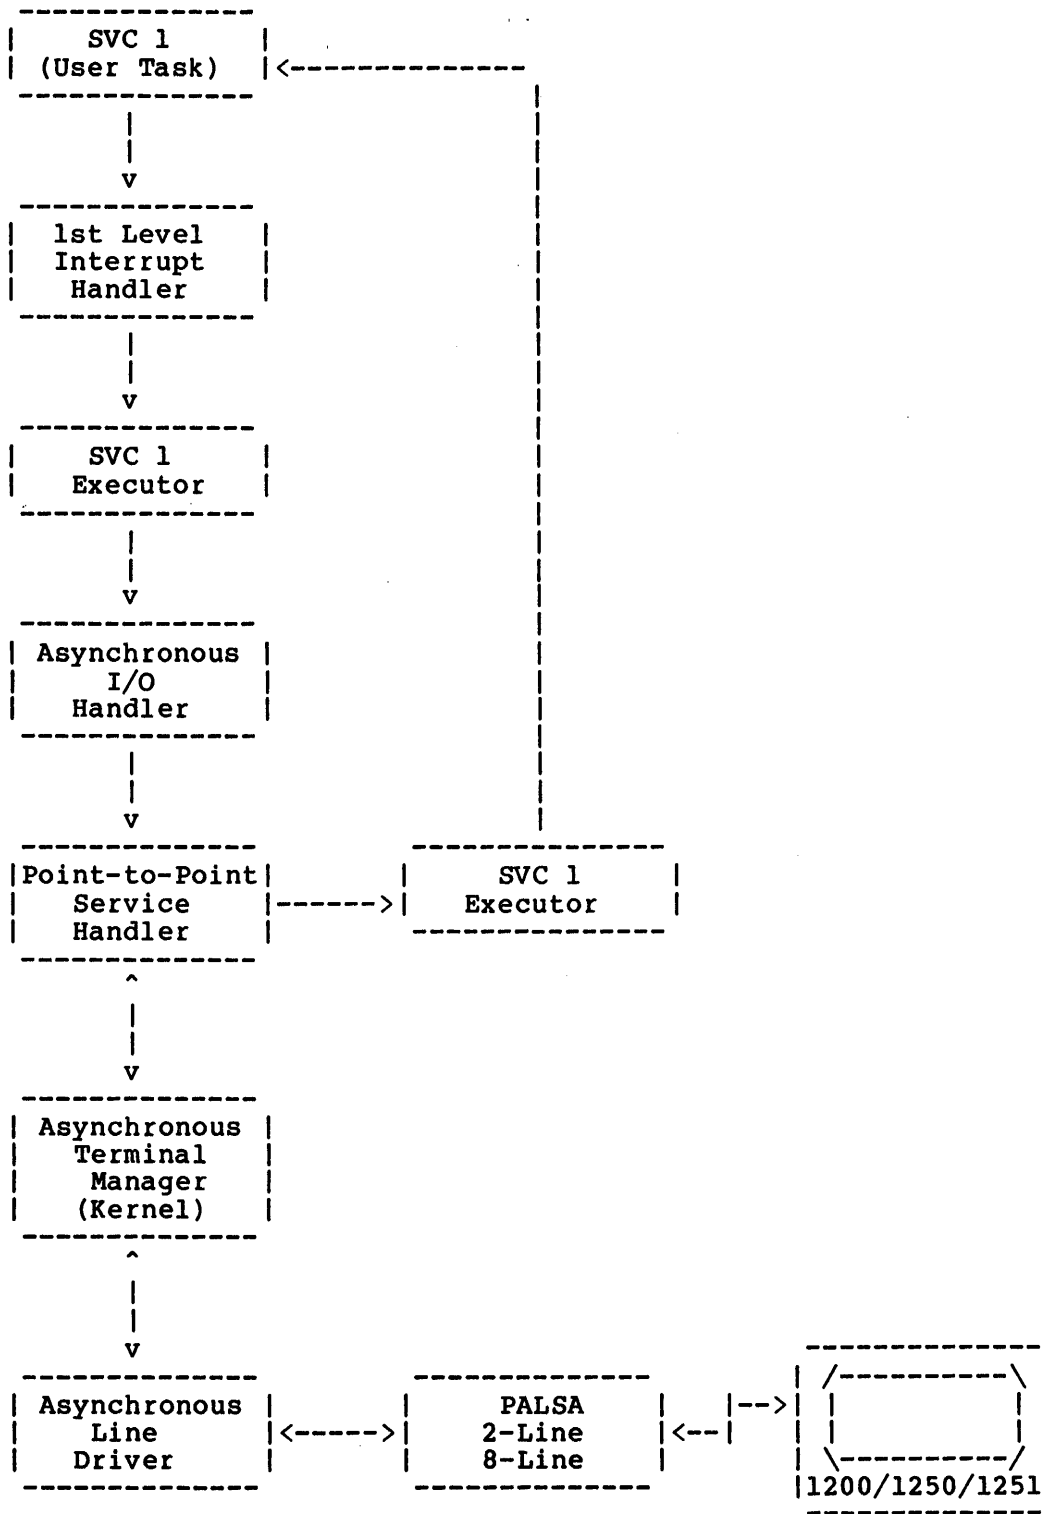 SVC 1
(User Task)
1st Level
Interrupt
Handler
SVC 1
Executor
Asynchronous
I/O
Handler
Point-to-Point
Service
Handler
SVC 1
Executor
Asynchronous
Terminal
Manager
(Kernel)
Asynchronous
Line
Driver
PALSA
2-Line
8-Line
1200/1250/1251